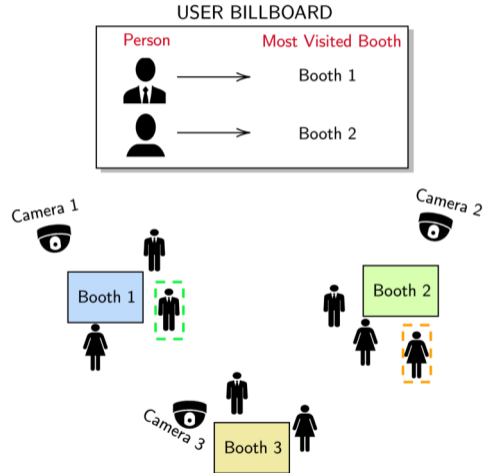 USER BILLBOARD
Person Most Visited Booth
Booth 1
Booth 2
Camera 1
Camera 2
Booth 1
Booth 2
Camera 3
Booth 3